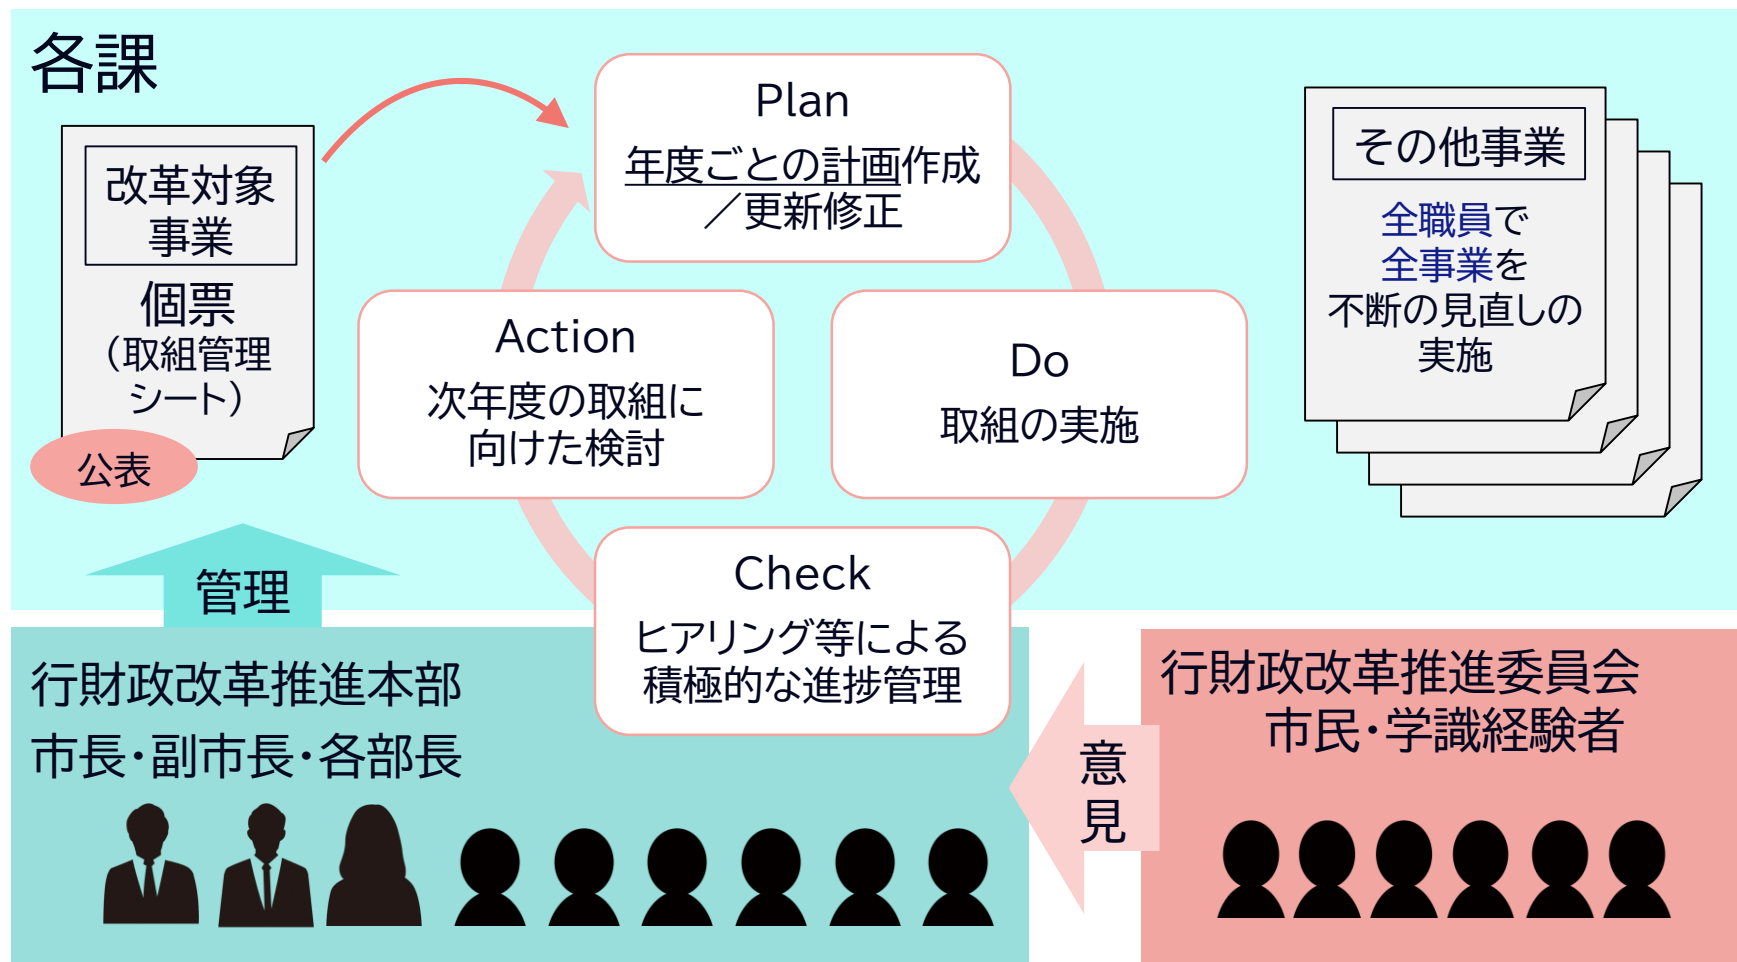 各課
改革対象
事業
個票
（取組管理
シート）
公表
Plan
年度ごとの計画作成
／更新修正
Action
次年度の取組に
向けた検討
Do
取組の実施
Check
ヒアリング等による
積極的な進捗管理
その他事業
全職員で
全事業を
不断の見直しの
実施
管理
行財政改革推進本部
市長・副市長・各部長
意
見
行財政改革推進委員会
市民・学識経験者